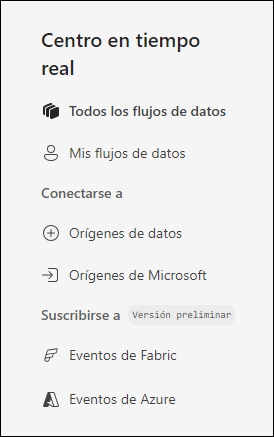 Centro en tiempo
real
Todos los flujos de datos
Mis flujos de datos
Conectarse a
Orígenes de datos
Orígenes de Microsoft
Suscribirse a Versión preliminar
Eventos de Fabric
Eventos de Azure